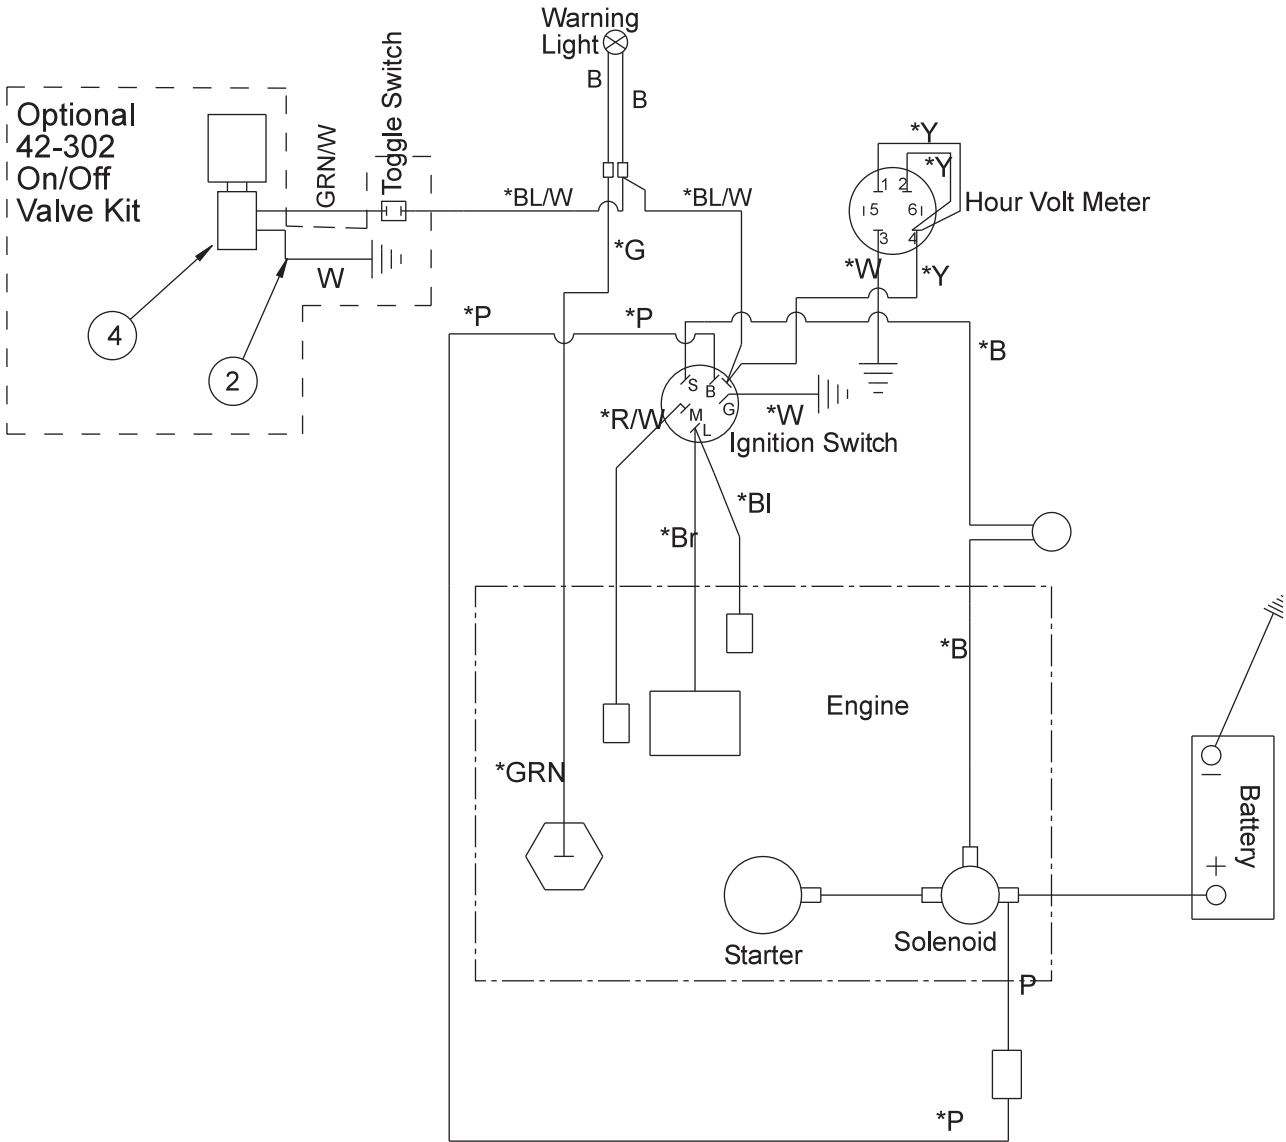 Warning
Light
B
B
Toggle Switch
Optional
42-302
On/Off
Valve Kit
GRN/W
W
4
2
*BL/W
*BL/W
*G
*Y
*Y
1
2
5
6
3
4
Hour Volt Meter
*W
*Y
*P
*P
*B
S
B
G
M
L
*W
*R/W
Ignition Switch
*Bl
*Br
*B
Engine
*GRN
Starter
Solenoid
Battery
P
*P